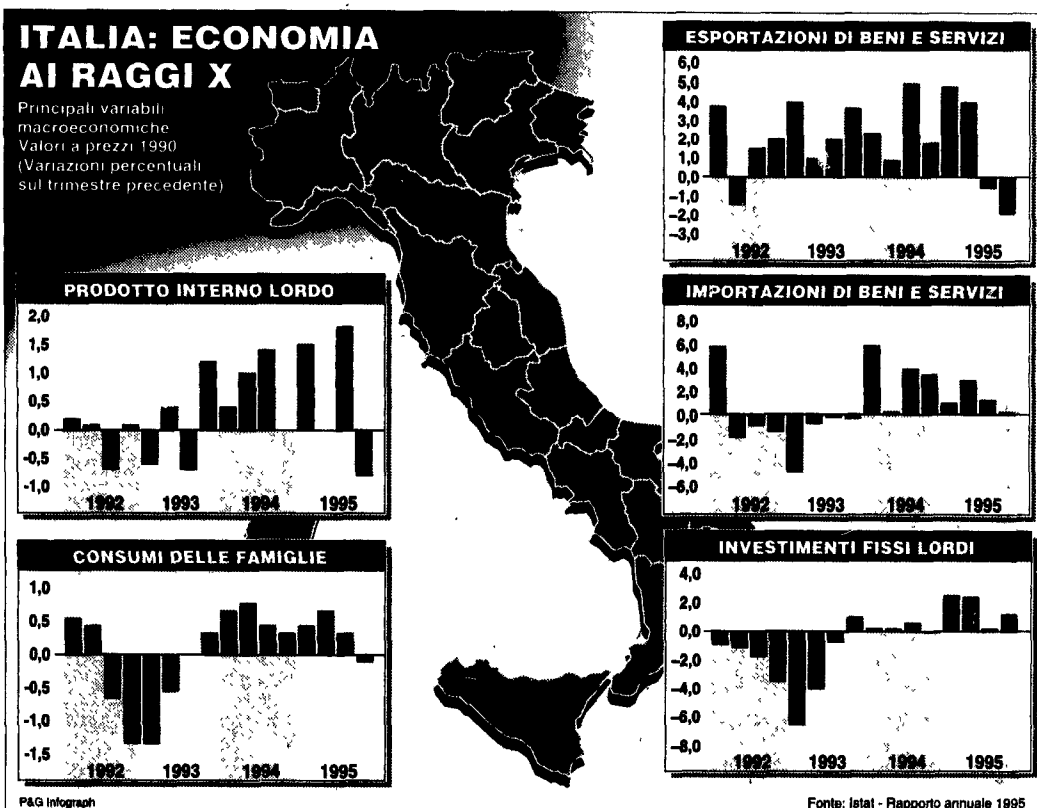 ITALIA: ECONOMIA
AI RAGGI X
Principali variabili
macroeconomiche
Valori a prezzi 1990
(Variazioni percentuali
sul trimestre precedente)
PRODOTTO INTERNO LORDO
2,0
1,5
1,0
0,5
0,0
-0,5
-1,0
1992 1993 1994 1995
CONSUMI DELLE FAMIGLIE
1,0
0,5
0,0
-0,5
-1,0
-1,5
1992 1993 1994 1995
ESPORTAZIONI DI BENI E SERVIZI
6,0
5,0
4,0
3,0
2,0
1,0
0,0
-1,0
-2,0
-3,0
1992 1993 1994 1995
IMPORTAZIONI DI BENI E SERVIZI
8,0
6,0
4,0
2,0
0,0
-2,0
-4,0
-6,0
1992 1993 1994 1995
INVESTIMENTI FISSI LORDI
4,0
2,0
0,0
-2,0
-4,0
-6,0
-8,0
1992 1993 1994 1995
P&G Infograph
Fonte: Istat - Rapporto annuale 1995